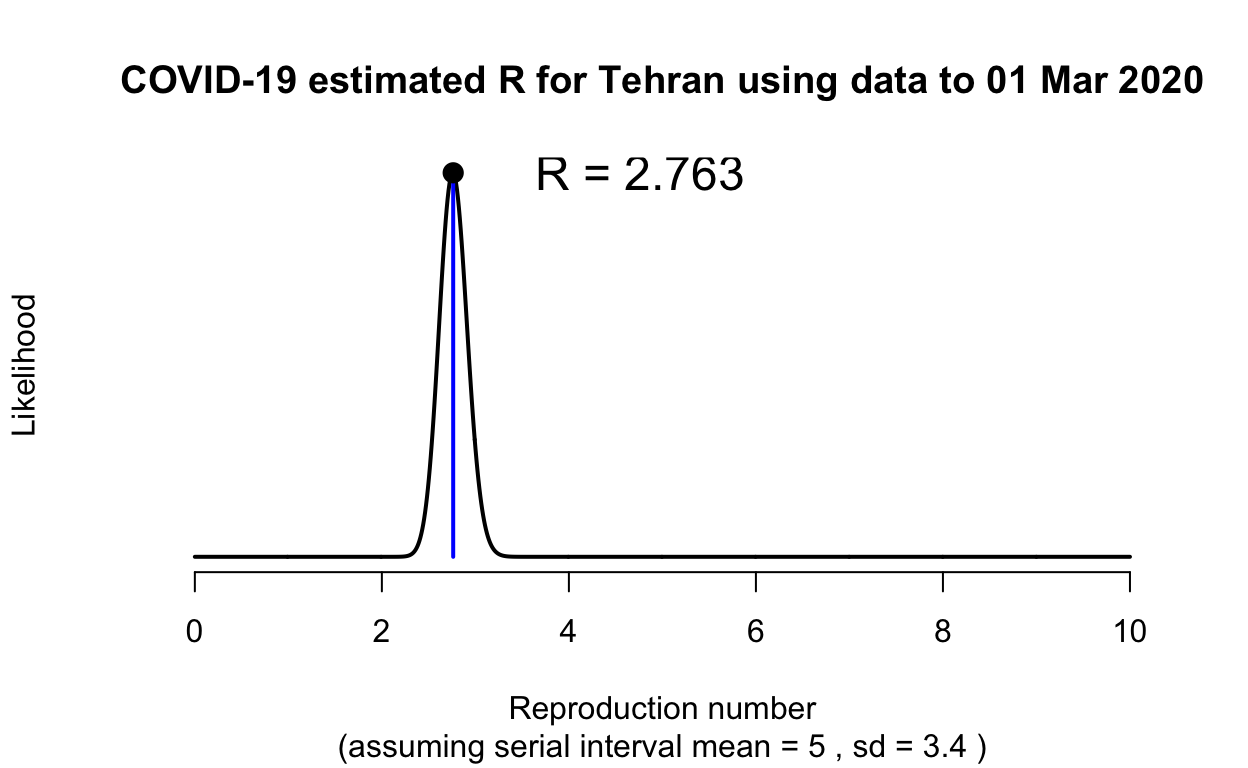 COVID-19 estimated R for Tehran using data to 01 Mar 2020
R = 2.763
Likelihood
0 2 4 6 8 10
Reproduction number
(assuming serial interval mean = 5 , sd = 3.4 )